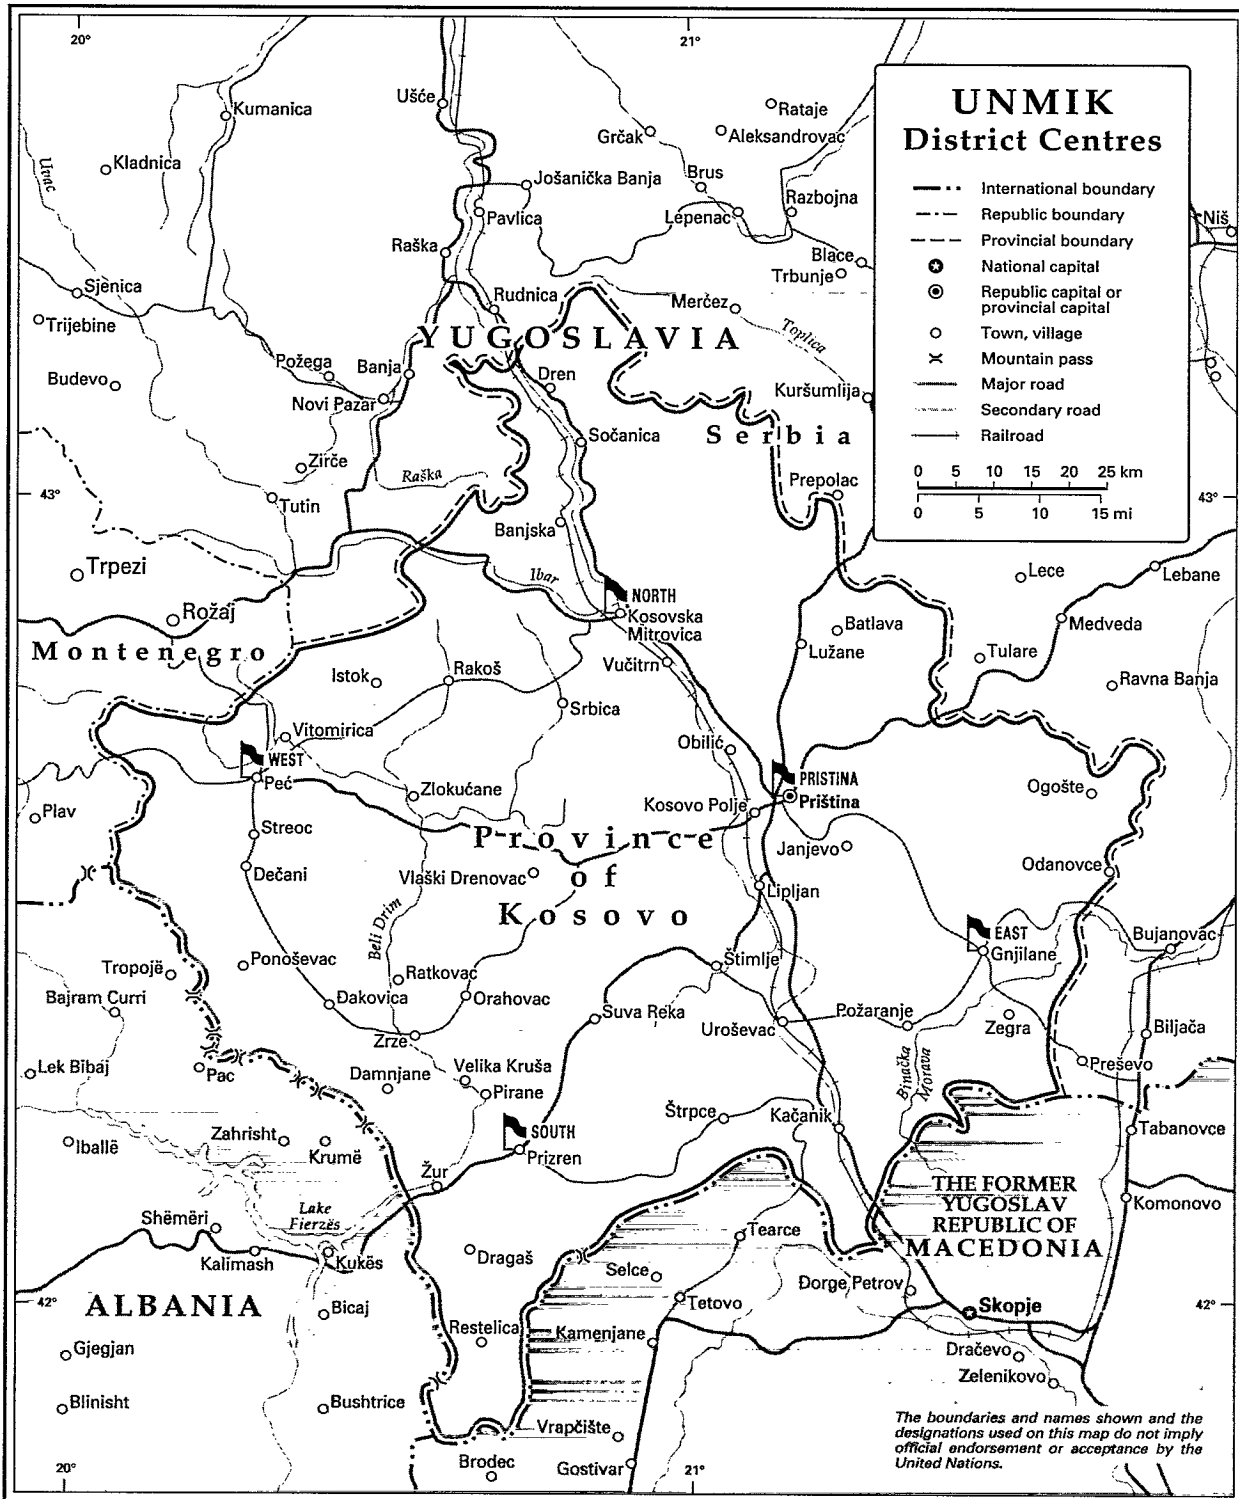 20°
21°
UNMIK
District Centres
International boundary
Republic boundary
Provincial boundary
National capital
Republic capital or
provincial capital
Town, village
Mountain pass
Major road
Secondary road
Railroad
0 5 10 15 20 25 km
0 5 10 15 mi
Ušće
Kumanica
Rataje
Grčak
Aleksandrovac
Kladnica
Uvac
Jošanička Banja
Brus
Razbojna
Pavlica
Lepenac
Niš
Raška
Blace
Trbunje
Sjenica
Rudnica
Merćez
Trijebine
YUGOSLAVIA
Toplica
Požega
Banja
Dren
Budevo
Kuršumlija
Novi Pazar
Serbia
Sočanica
Zirče
Raška
43°
Prepolac
43°
Tutin
Banjska
Trpezi
Ibar
Lece
Lebane
NORTH
Rožaj
Kosovska
Mitrovica
Batlava
Medveda
Montenegro
Lužane
Tulare
Vučitrn
Istok
Rakoš
Ravna Banja
Srbica
Vitomirica
Obilić
WEST
Peć
PRISTINA
Zlokućane
Priština
Ogošte
Kosovo Polje
Plav
Streoc
Province
of
Kosovo
Janjevo
Dečani
Vlaški Drenovac
Odanovce
Lipljan
Beli Drim
EAST
Gnjilane
Bujanovac
Tropojë
Ponoševac
Štimlje
Ratkovac
Bajram Curri
Đakovica
Orahovac
Suva Reka
Uroševac
Požaranje
Zegra
Biljača
Zrze
Lek Bibaj
Pac
Velika Kruša
Damnjane
Pirane
Binačka
Morava
Preševo
Štrpce
Kačanik
SOUTH
Iballë
Zahrisht
Krumë
Prizren
Tabanovce
Žur
THE FORMER
YUGOSLAV
REPUBLIC OF
MACEDONIA
Lake
Fierzës
Komonovo
Shëmëri
Tearce
Kalimash
Kukës
Dragaš
Selce
Đorge Petrov
42°
ALBANIA
Bicaj
Tetovo
Skopje
42°
Restelica
Kamenjane
Gjegjan
Dračevo
Zelenikovo
Blinisht
Bushtrice
Vrapčište
Brodec
Gostivar
The boundaries and names shown and the
designations used on this map do not imply
official endorsement or acceptance by the
United Nations.
20°
21°